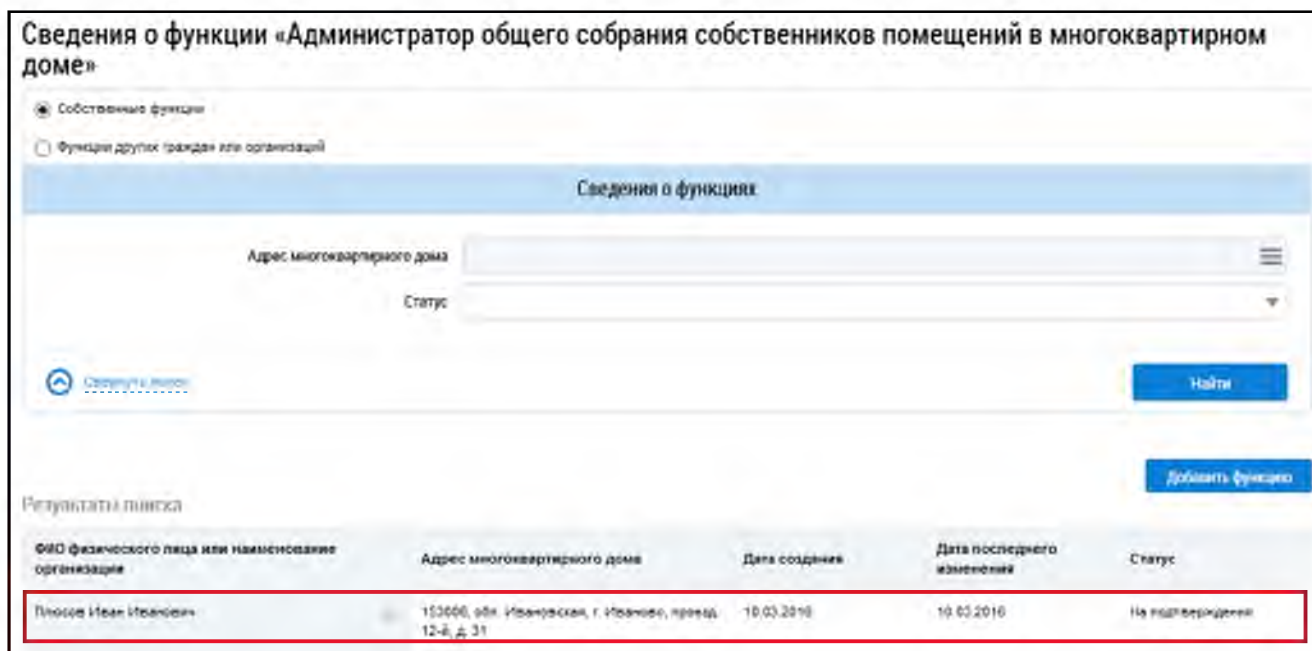 Сведения о функции «Администратор общего собрания собственников помещений в многоквартирном
доме»
Собственные функции
Функции других граждан или организаций
Сведения о функциях
Адрес многоквартирного дома
Статус
Свернуть поиск
Найти
Добавить функцию
Результаты поиска
ФИО физического лица или наименование
организации
Адрес многоквартирного дома
Дата создания
Дата последнего
изменения
Статус
Иван Иванович
обл. Ивановская, г. Иваново, проезд
12-й, д. 31
10.03.2016
10.03.2016
На подтверждении